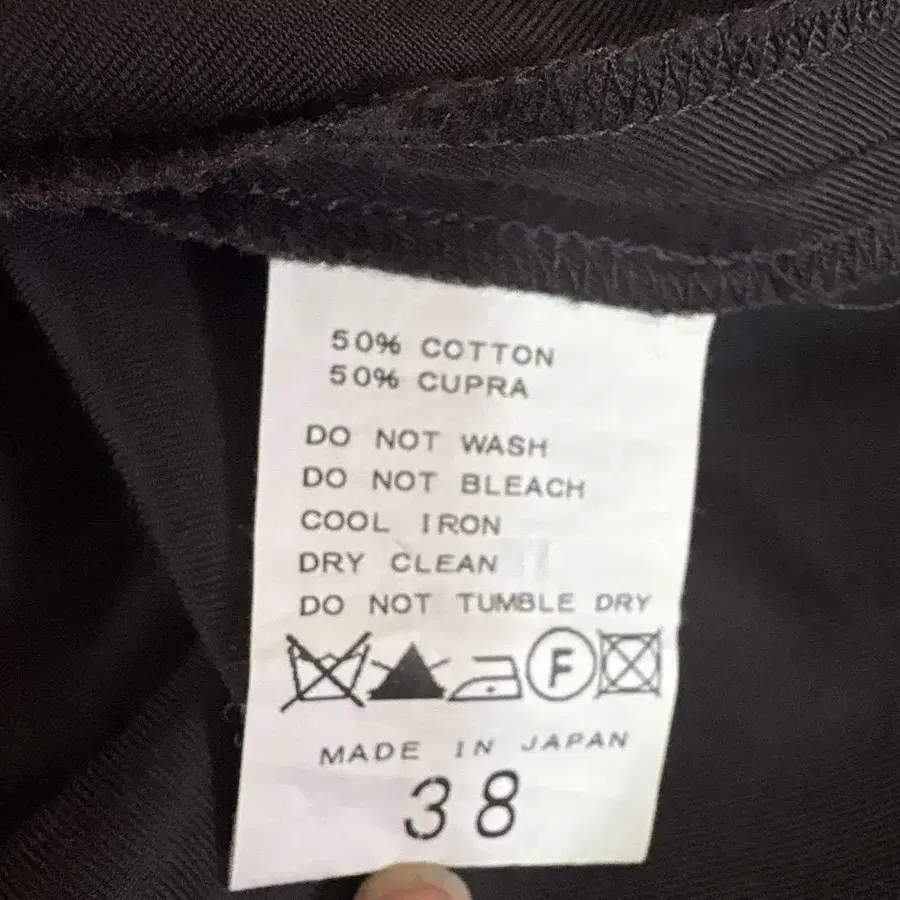 50% COTTON
50% CUPRA
DO NOT WASH
DO NOT BLEACH
COOL IRON
DRY CLEAN
DO NOT TUMBLE DRY
F
MADE IN JAPAN
38